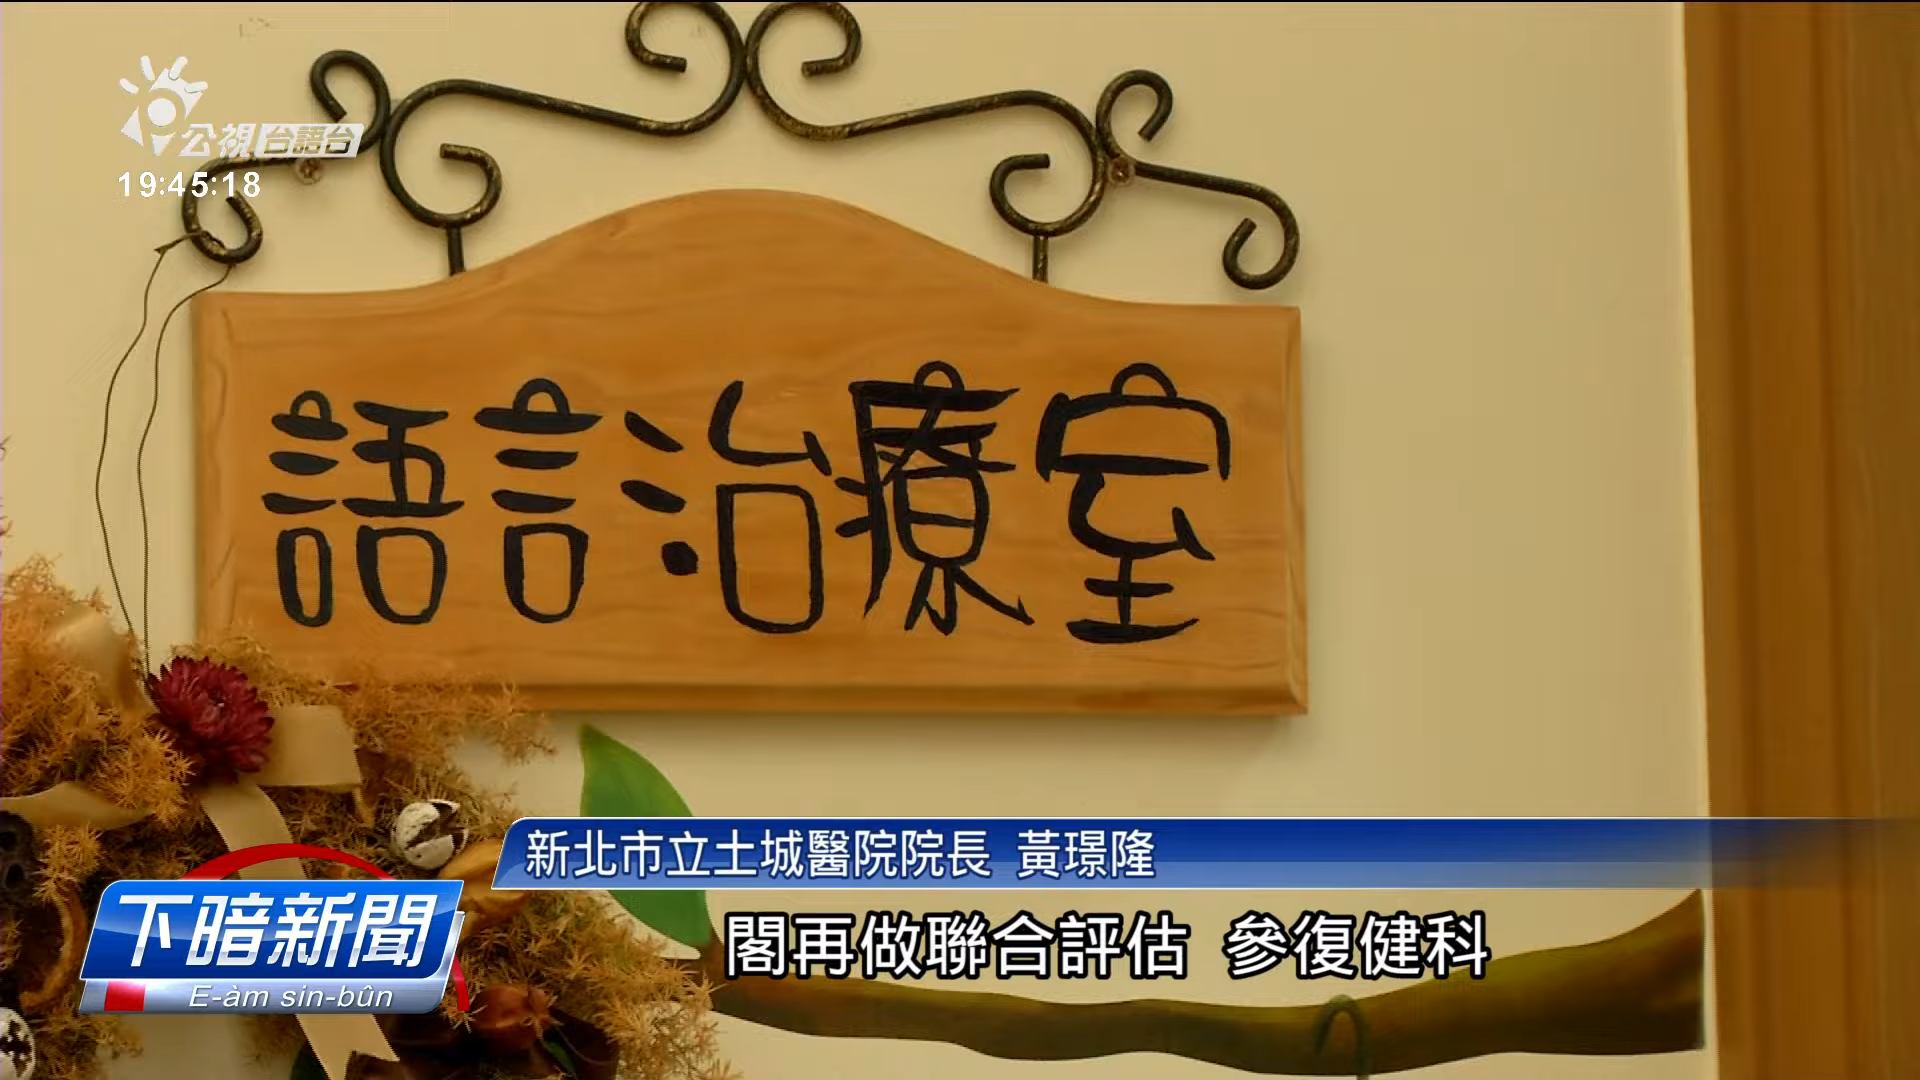 公視台語台
19:45:18
語言治療室
新北市立土城醫院院長 黃璟隆
閣再做聯合評估 參復健科
下暗新聞
E-àm sin-bûn